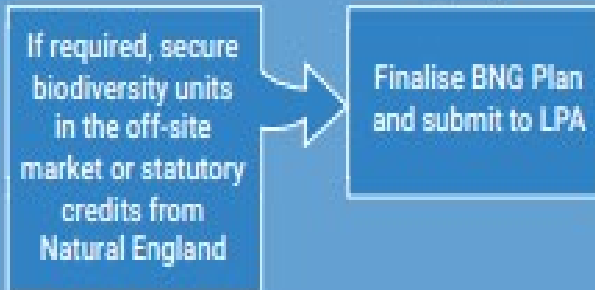 If required, secure
biodiversity units
in the off-site
market or statutory
credits from
Natural England
Finalise BNG Plan
and submit to LPA